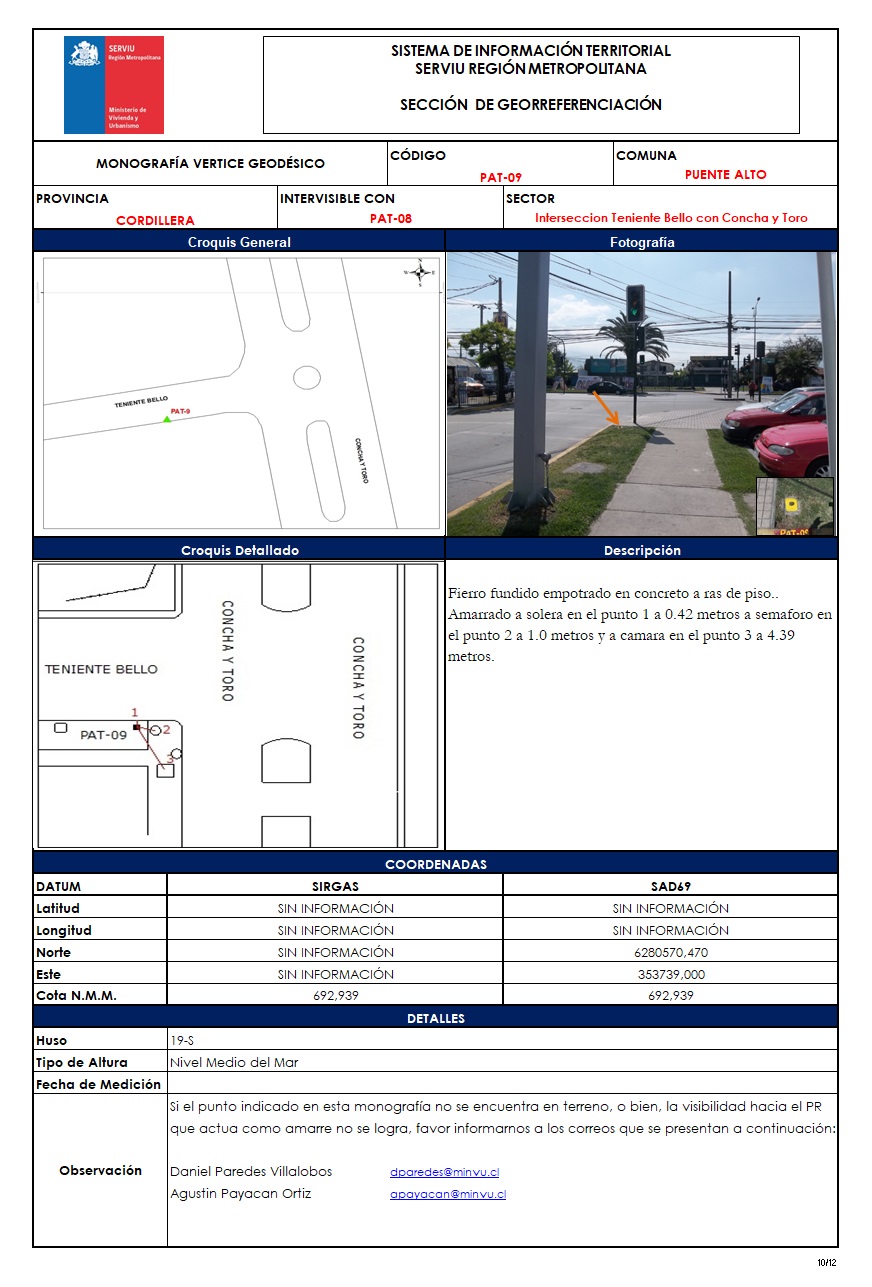 SERVIU
Región Metropolitana
Ministerio de
Vivienda y
Urbanismo
SISTEMA DE INFORMACIÓN TERRITORIAL
SERVIU REGIÓN METROPOLITANA
SECCIÓN DE GEORREFERENCIACIÓN
MONOGRAFÍA VERTICE GEODÉSICO
CÓDIGO
PAT-09
COMUNA
PUENTE ALTO
PROVINCIA
CORDILLERA
INTERVISIBLE CON
PAT-08
SECTOR
Interseccion Teniente Bello con Concha y Toro
Croquis General
Fotografía
N
W E
S
TENIENTE BELLO
PAT-9
CONCHA Y TORO
PAT-09
Croquis Detallado
Descripción
CONCHA Y TORO
CONCHA Y TORO
TENIENTE BELLO
1
2
PAT-09
3
Fierro fundido empotrado en concreto a ras de piso..
Amarrado a solera en el punto 1 a 0.42 metros a semaforo en
el punto 2 a 1.0 metros y a camara en el punto 3 a 4.39
metros.
COORDENADAS
DATUM SIRGAS SAD69
Latitud SIN INFORMACIÓN SIN INFORMACIÓN
Longitud SIN INFORMACIÓN SIN INFORMACIÓN
Norte SIN INFORMACIÓN 6280570,470
Este SIN INFORMACIÓN 353739,000
Cota N.M.M. 692,939 692,939
DETALLES
Huso 19-S
Tipo de Altura Nivel Medio del Mar
Fecha de Medición
Observación
Si el punto indicado en esta monografía no se encuentra en terreno, o bien, la visibilidad hacia el PR
que actua como amarre no se logra, favor informarnos a los correos que se presentan a continuación:
Daniel Paredes Villalobos dparedes@minvu.cl
Agustin Payacan Ortiz apayacan@minvu.cl
10/12